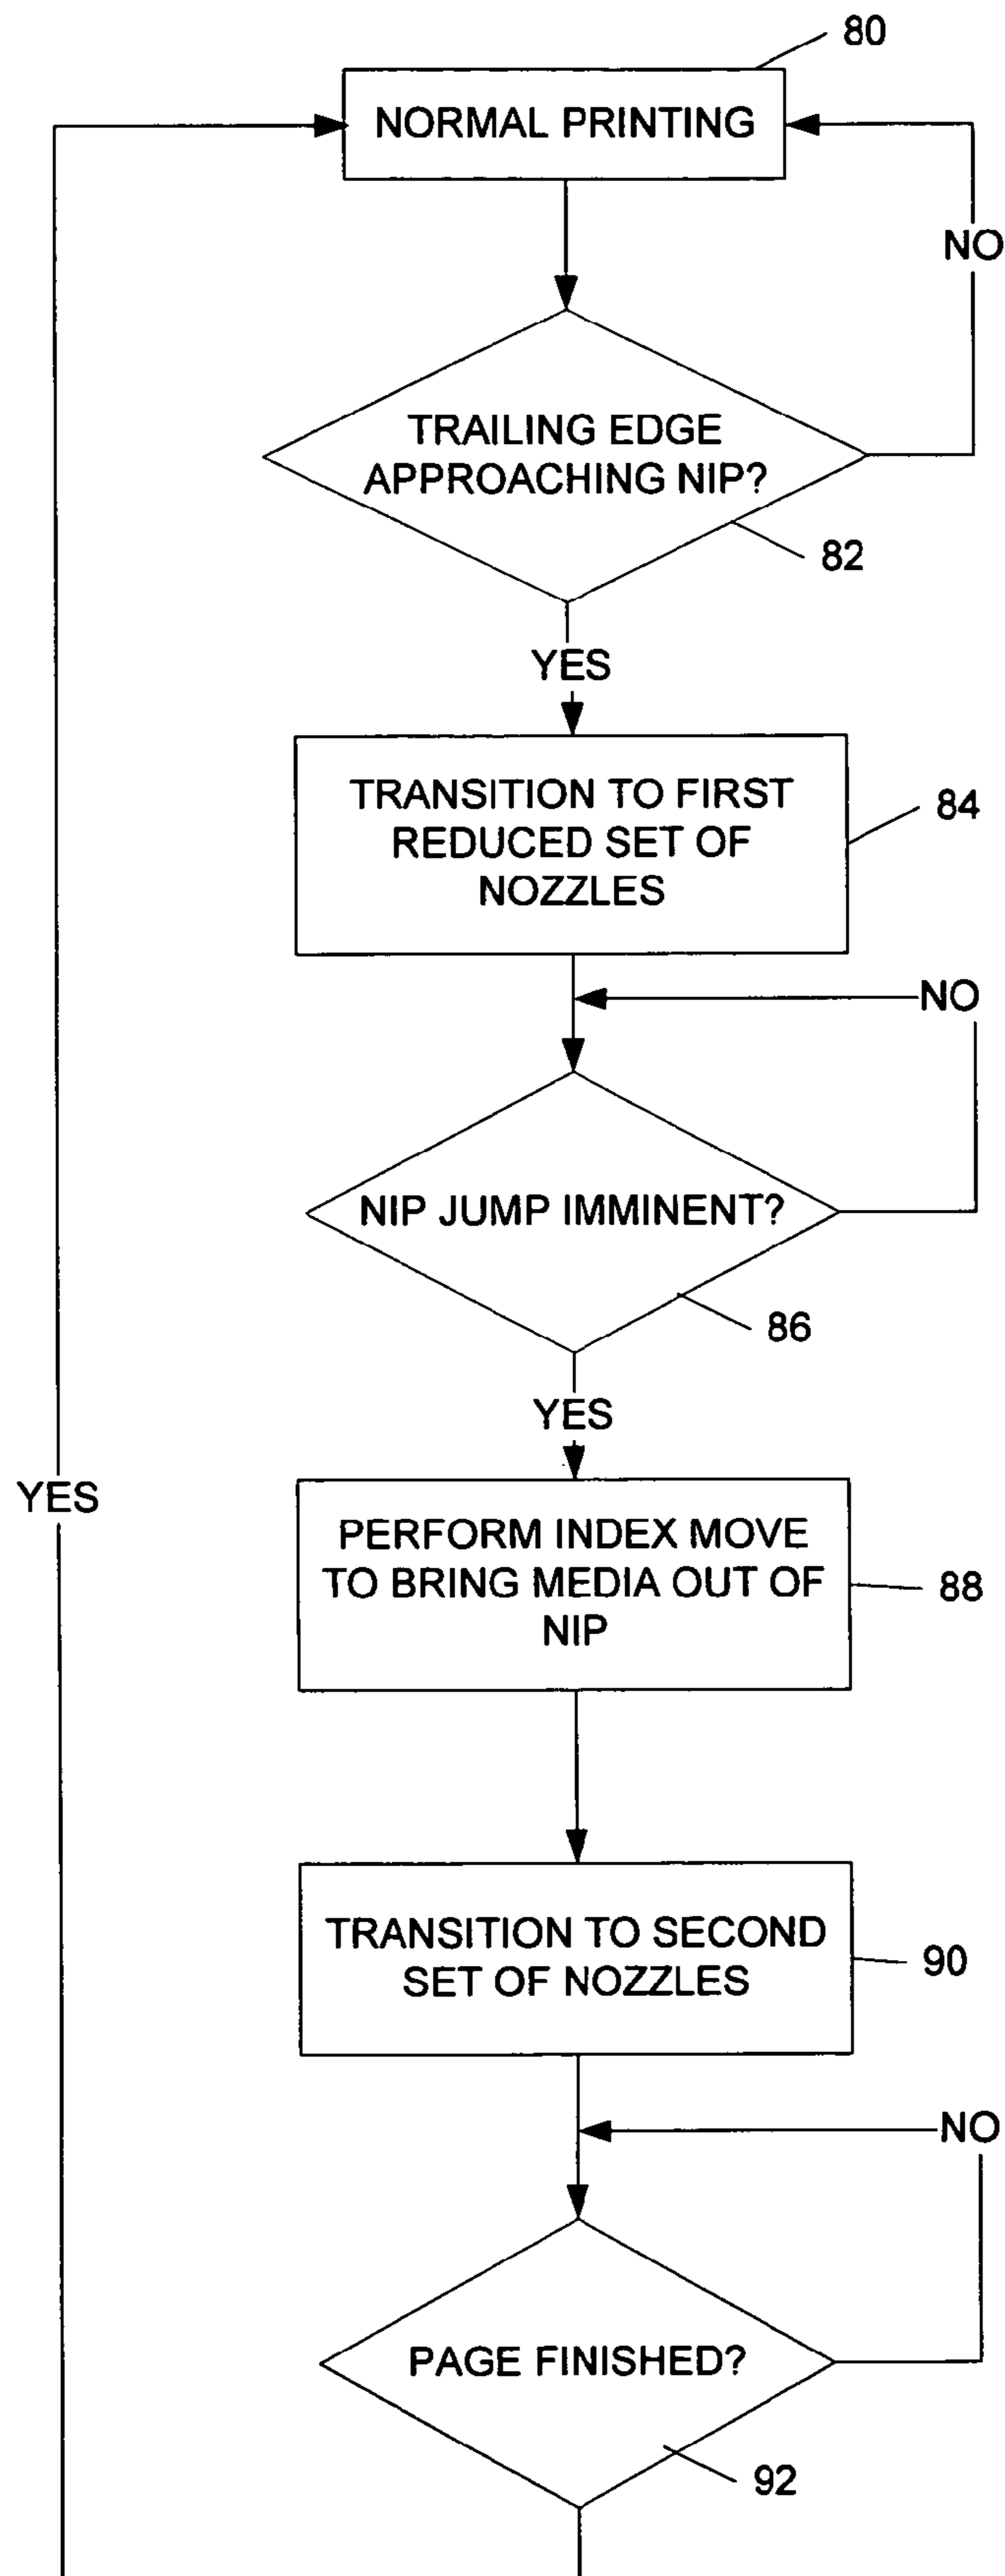 80
NORMAL PRINTING
NO
TRAILING EDGE
APPROACHING NIP?
82
YES
TRANSITION TO FIRST
REDUCED SET OF
NOZZLES
84
NO
NIP JUMP IMMINENT?
86
YES
YES
PERFORM INDEX MOVE
TO BRING MEDIA OUT OF
NIP
88
TRANSITION TO SECOND
SET OF NOZZLES
90
NO
PAGE FINISHED?
92